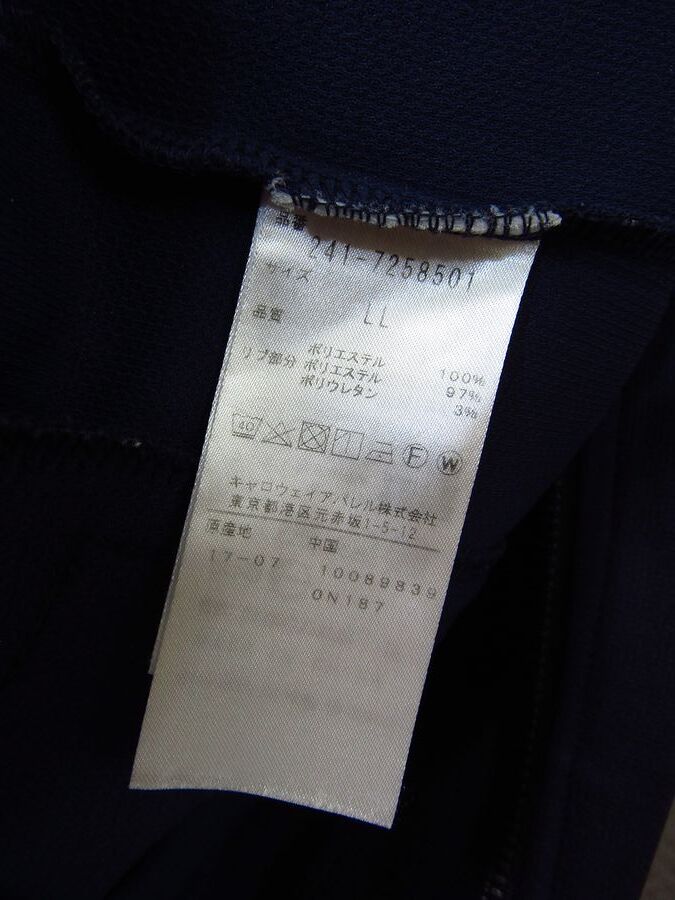 品番
241-7258501
サイズ
LL
品質
ポリエステル 100%
リブ部分 ポリエステル 97%
ポリウレタン 3%
40 F W
キャロウェイアパレル株式会社
東京都港区元赤坂1-5-12
原産地 中国
17-07 10089839
0N187